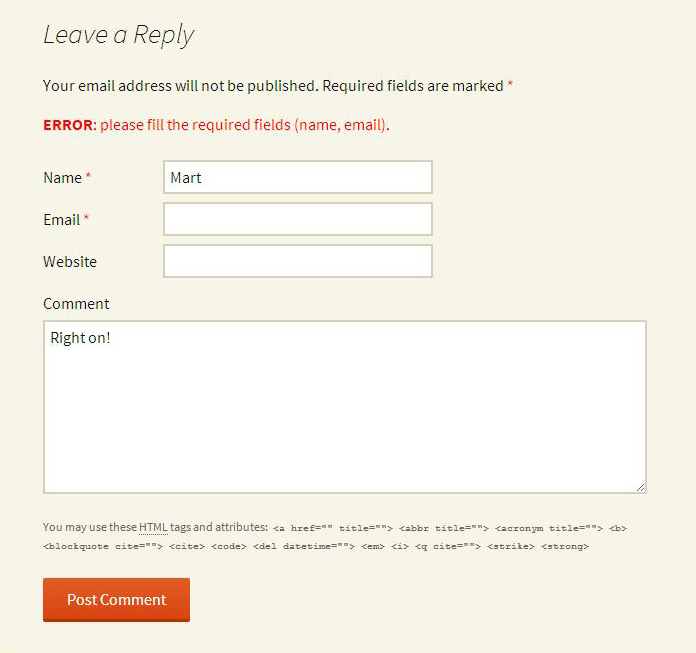 Leave a Reply
Your email address will not be published. Required fields are marked *
ERROR: please fill the required fields (name, email).
Name *
Mart
Email *
Website
Comment
Right on!
You may use these HTML tags and attributes: <a href="" title=""> <abbr title=""> <acronym title=""> <b>
<blockquote cite=""> <cite> <code> <del datetime=""> <em> <i> <q cite=""> <strike> <strong>
Post Comment